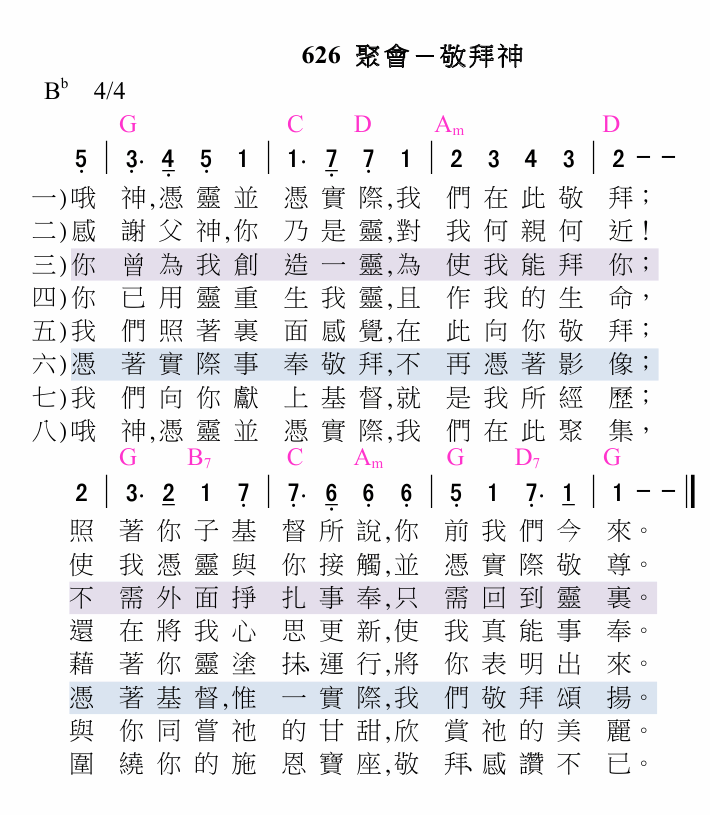 626 聚會－敬拜神
Bb 4/4
G C D Am D
5 | 3· 4 5 1 | 1· 7 7 1 | 2 3 4 3 | 2 － －
一)哦 神,憑 靈 並 憑 實 際,我 們 在 此 敬 拜；
二)感 謝 父 神,你 乃 是 靈,對 我 何 親 何 近！
三)你 曾 為 我 創 造 一 靈,為 使 我 能 拜 你；
四)你 已 用 靈 重 生 我 靈,且 作 我 的 生 命，
五)我 們 照 著 裏 面 感 覺,在 此 向 你 敬 拜；
六)憑 著 實 際 事 奉 敬 拜,不 再 憑 著 影 像；
七)我 們 向 你 獻 上 基 督,就 是 我 所 經 歷；
八)哦 神,憑 靈 並 憑 實 際,我 們 在 此 聚 集，
G B7 C Am G D7 G
2 | 3· 2 1 7 | 7· 6 6 6 | 5 1 7· 1 | 1 － － ‖
照 著 你 子 基 督 所 說,你 前 我 們 今 來。
使 我 憑 靈 與 你 接 觸,並 憑 實 際 敬 尊。
不 需 外 面 掙 扎 事 奉,只 需 回 到 靈 裏。
還 在 將 我 心 思 更 新,使 我 真 能 事 奉。
藉 著 你 靈 塗 抹、運 行,將 你 表 明 出 來。
憑 著 基 督,惟 一 實 際,我 們 敬 拜 頌 揚。
與 你 同 嘗 祂 的 甘 甜,欣 賞 祂 的 美 麗。
圍 繞 你 的 施 恩 寶 座,敬 拜、感 讚 不 已。